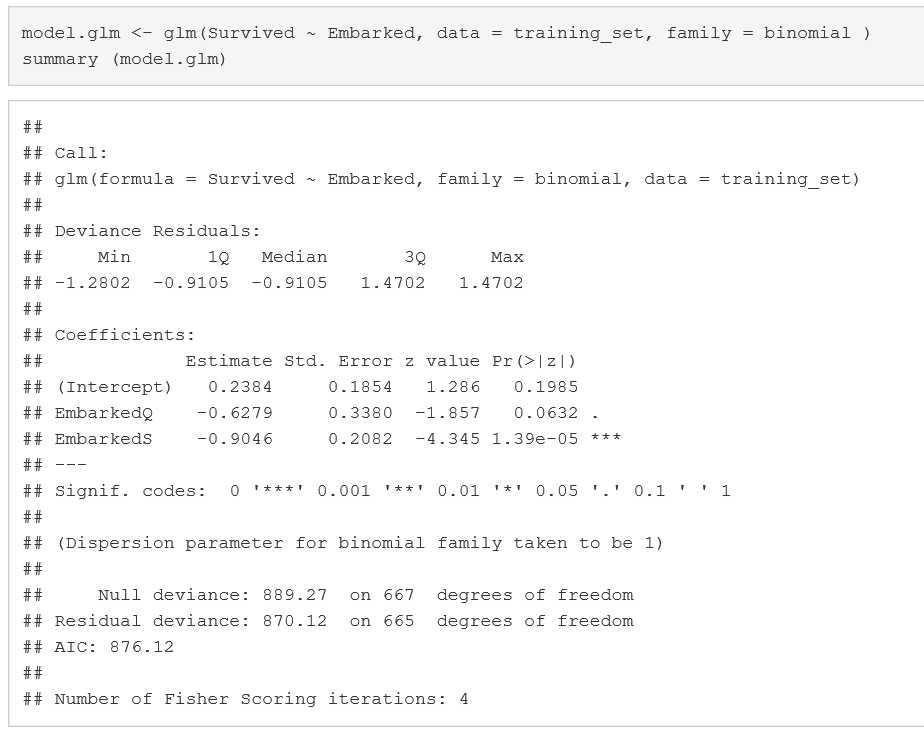 model.glm <- glm(Survived ~ Embarked, data = training_set, family = binomial )
summary (model.glm)
##
## Call:
## glm(formula = Survived ~ Embarked, family = binomial, data = training_set)
##
## Deviance Residuals:
##     Min       1Q   Median       3Q      Max
## -1.2802  -0.9105  -0.9105   1.4702   1.4702
##
## Coefficients:
##             Estimate Std. Error z value Pr(>|z|)
## (Intercept)   0.2384     0.1854   1.286   0.1985
## EmbarkedQ    -0.6279     0.3380  -1.857   0.0632 .
## EmbarkedS    -0.9046     0.2082  -4.345 1.39e-05 ***
## ---
## Signif. codes:  0 '***' 0.001 '**' 0.01 '*' 0.05 '.' 0.1 ' ' 1
##
## (Dispersion parameter for binomial family taken to be 1)
##
##     Null deviance: 889.27  on 667  degrees of freedom
## Residual deviance: 870.12  on 665  degrees of freedom
## AIC: 876.12
##
## Number of Fisher Scoring iterations: 4